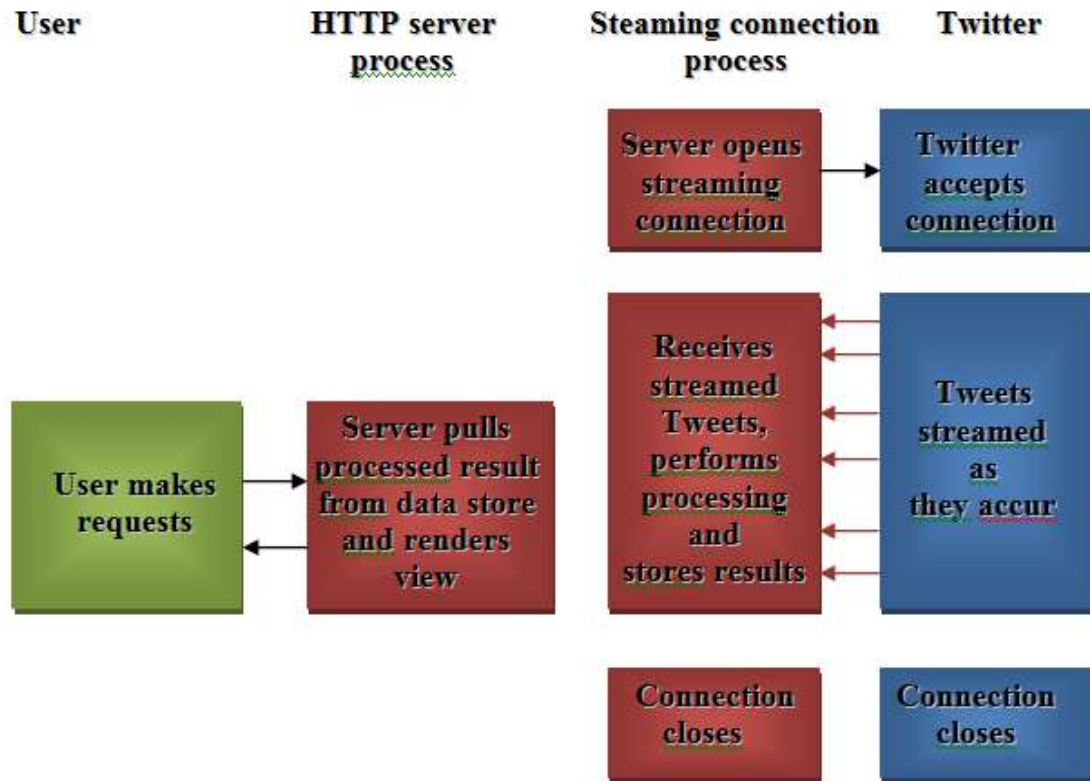 User
HTTP server
process
Steaming connection
process
Twitter
Server opens
streaming
connection
Twitter
accepts
connection
User makes
requests
Server pulls
processed result
from data store
and renders
view
Receives
streamed
Tweets,
performs
processing
and
stores results
Tweets
streamed
as
they accur
Connection
closes
Connection
closes